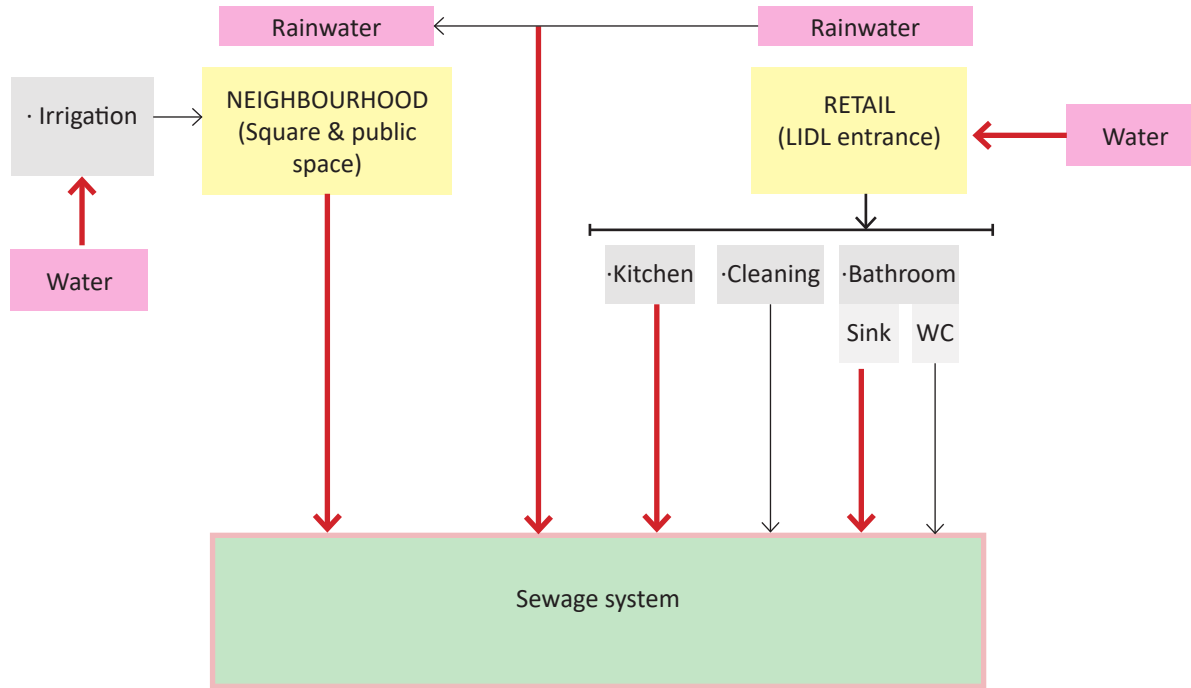 Rainwater
Rainwater
· Irrigation
NEIGHBOURHOOD
(Square & public
space)
RETAIL
(LIDL entrance)
Water
Water
·Kitchen
·Cleaning
·Bathroom
Sink
WC
Sewage system